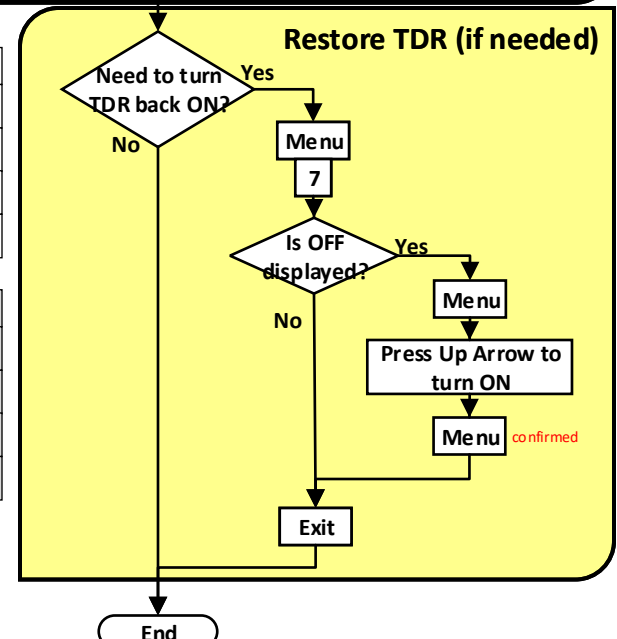 Restore TDR (if needed)
Need to turn
TDR back ON?
Yes
No
Menu
7
Is OFF
displayed?
Yes
No
Menu
Press Up Arrow to
turn ON
Menu
confirmed
Exit
End